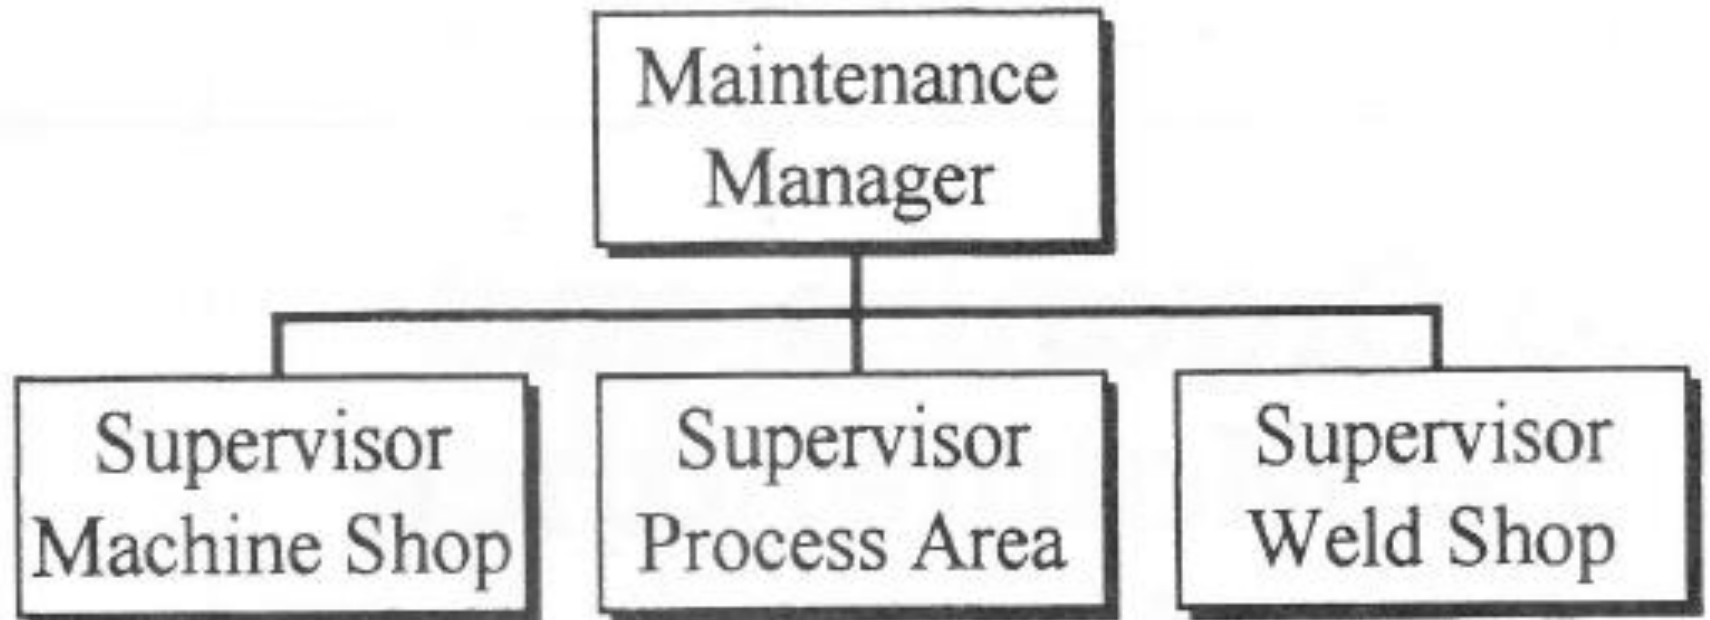 Maintenance
Manager
Supervisor
Machine Shop
Supervisor
Process Area
Supervisor
Weld Shop